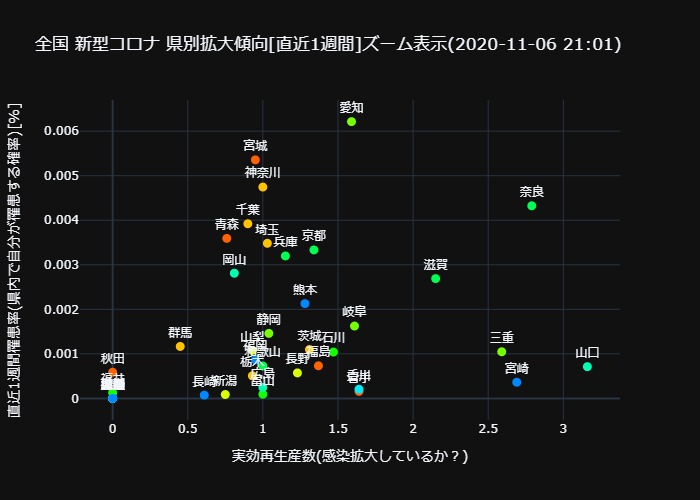 全国 新型コロナ 県別拡大傾向[直近1週間]ズーム表示(2020-11-06 21:01)
直近1週間罹患率(県内で自分が罹患する確率)[%]
0.006
0.005
0.004
0.003
0.002
0.001
0
愛知
宮城
神奈川
奈良
千葉
青森
埼玉
兵庫
京都
岡山
滋賀
熊本
岐阜
静岡
群馬
山梨
茨城
石川
三重
福島
長野
秋田
栃木
山口
宮崎
長崎
新潟
富山
0
0.5
1
1.5
2
2.5
3
実効再生産数(感染拡大しているか？)